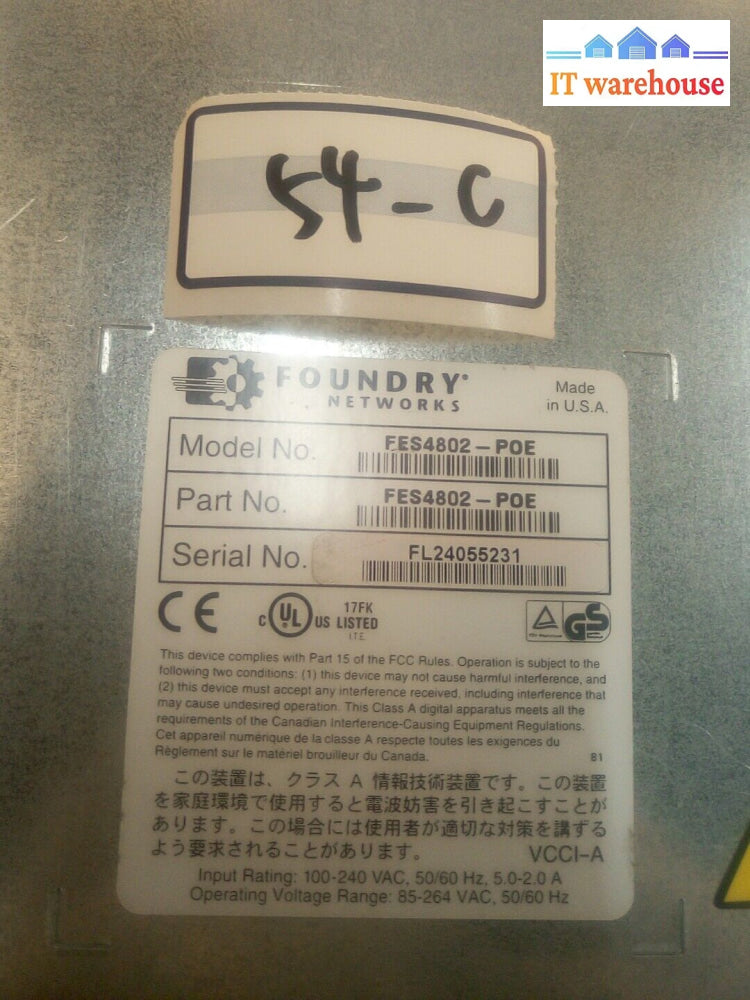 IT warehouse
54-C
FOUNDRY
NETWORKS
Made
in U.S.A.
Model No. FES4802-POE
Part No. FES4802-POE
Serial No. FL24055231
CE
C UL US LISTED
17FK
I.T.E.
GS
This device complies with Part 15 of the FCC Rules. Operation is subject to the
following two conditions: (1) this device may not cause harmful interference, and
(2) this device must accept any interference received, including interference that
may cause undesired operation. This Class A digital apparatus meets all the
requirements of the Canadian Interference-Causing Equipment Regulations.
Cet appareil numérique de la classe A respecte toutes les exigences du
Règlement sur le matériel brouilleur du Canada.
81
この装置は、クラス A 情報技術装置です。この装置
を家庭環境で使用すると電波妨害を引き起こすことが
あります。この場合には使用者が適切な対策を講ずる
よう要求されることがあります。
VCCI-A
Input Rating: 100-240 VAC, 50/60 Hz, 5.0-2.0 A
Operating Voltage Range: 85-264 VAC, 50/60 Hz